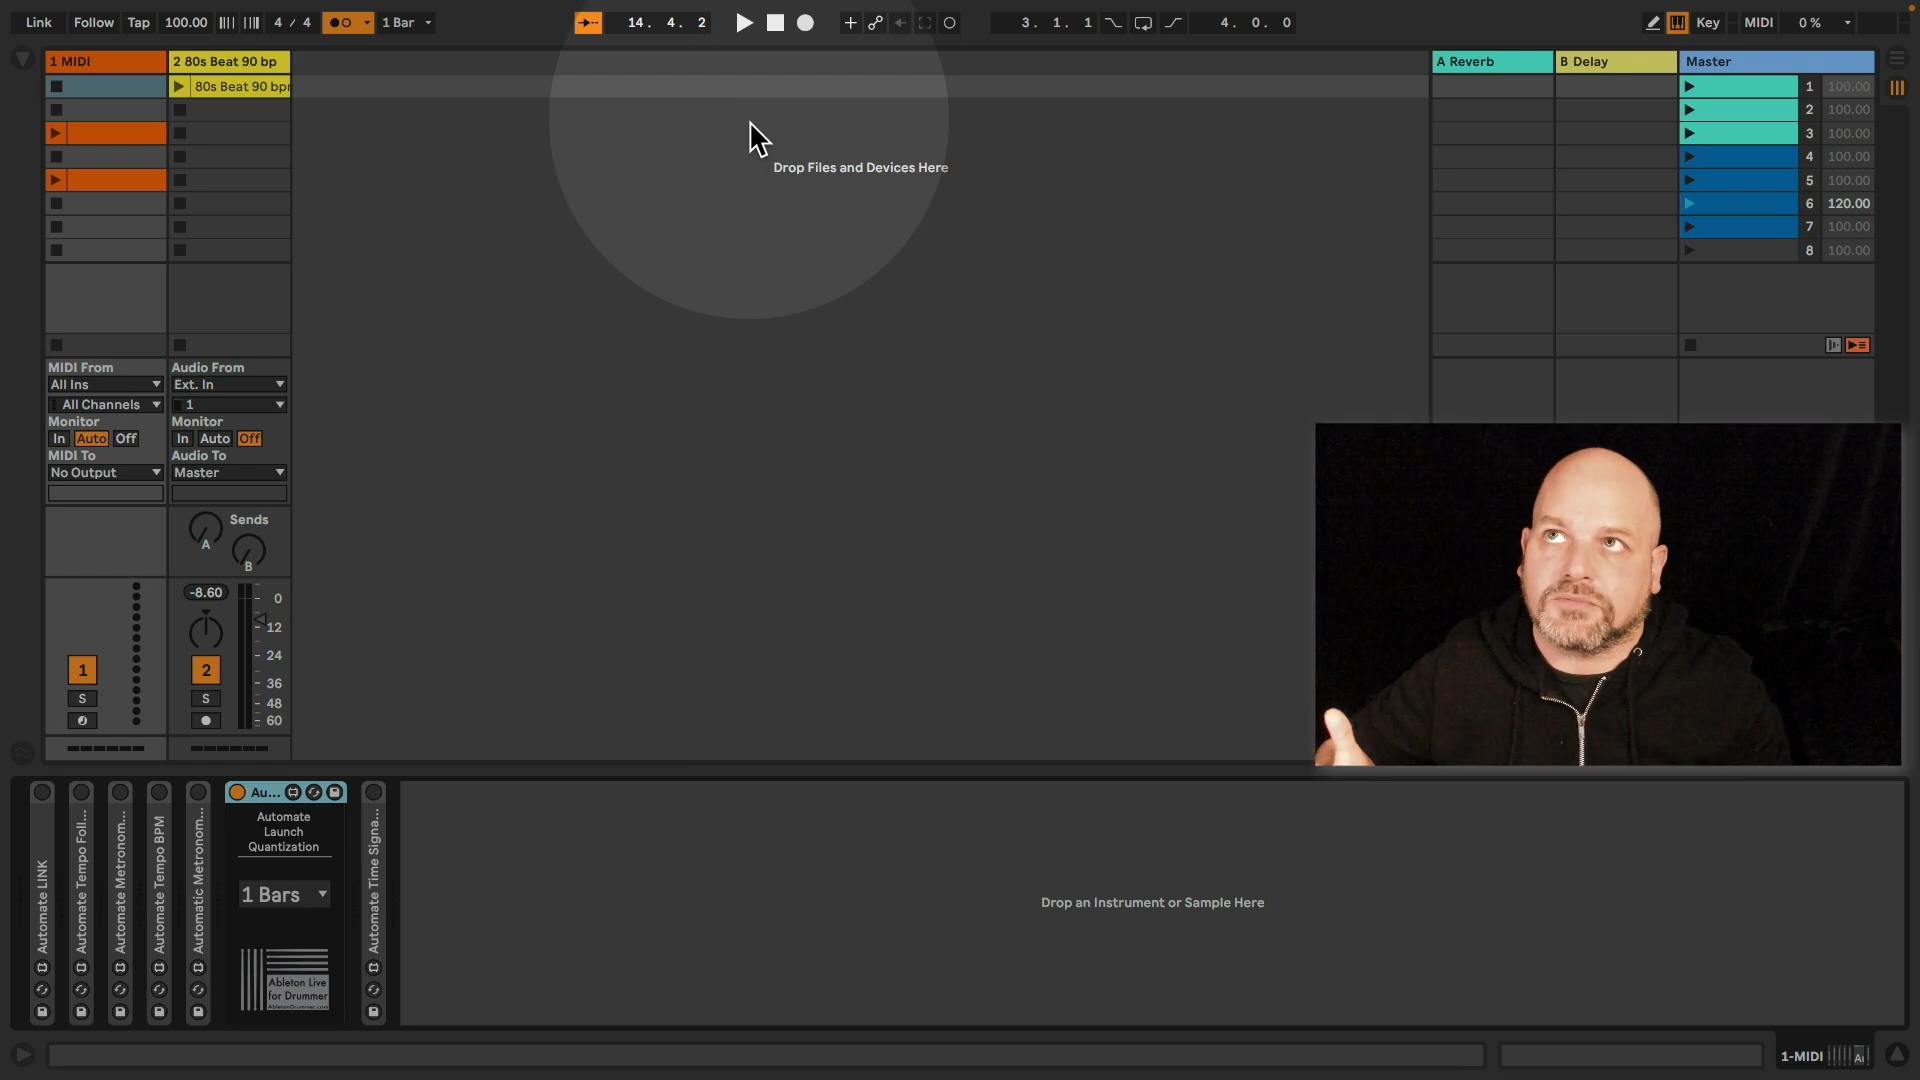 Link Follow Tap 100.00 4 / 4 1 Bar 14. 4. 2 3. 1. 1 4. 0. 0 Key MIDI 0 %
1 MIDI 2 80s Beat 90 bp A Reverb B Delay Master
80s Beat 90 bpr 1 100.00
2 100.00
3 100.00
Drop Files and Devices Here
4 100.00
5 100.00
6 120.00
7 100.00
8 100.00
MIDI From Audio From
All Ins Ext. In
All Channels 1
Monitor Monitor
In Auto Off In Auto Off
MIDI To Audio To
No Output Master
Sends
A
B
-8.60 0
12
24
1 2
36
S S 48
60
Automate LINK
Automate Tempo Foll...
Automate Metronom...
Automate Tempo BPM
Automatic Metronom...
Au...
Automate
Launch
Quantization
1 Bars
Ableton Live
for Drummer
AbletonDrummer.com
Automate Time Signa...
Drop an Instrument or Sample Here
1-MIDI